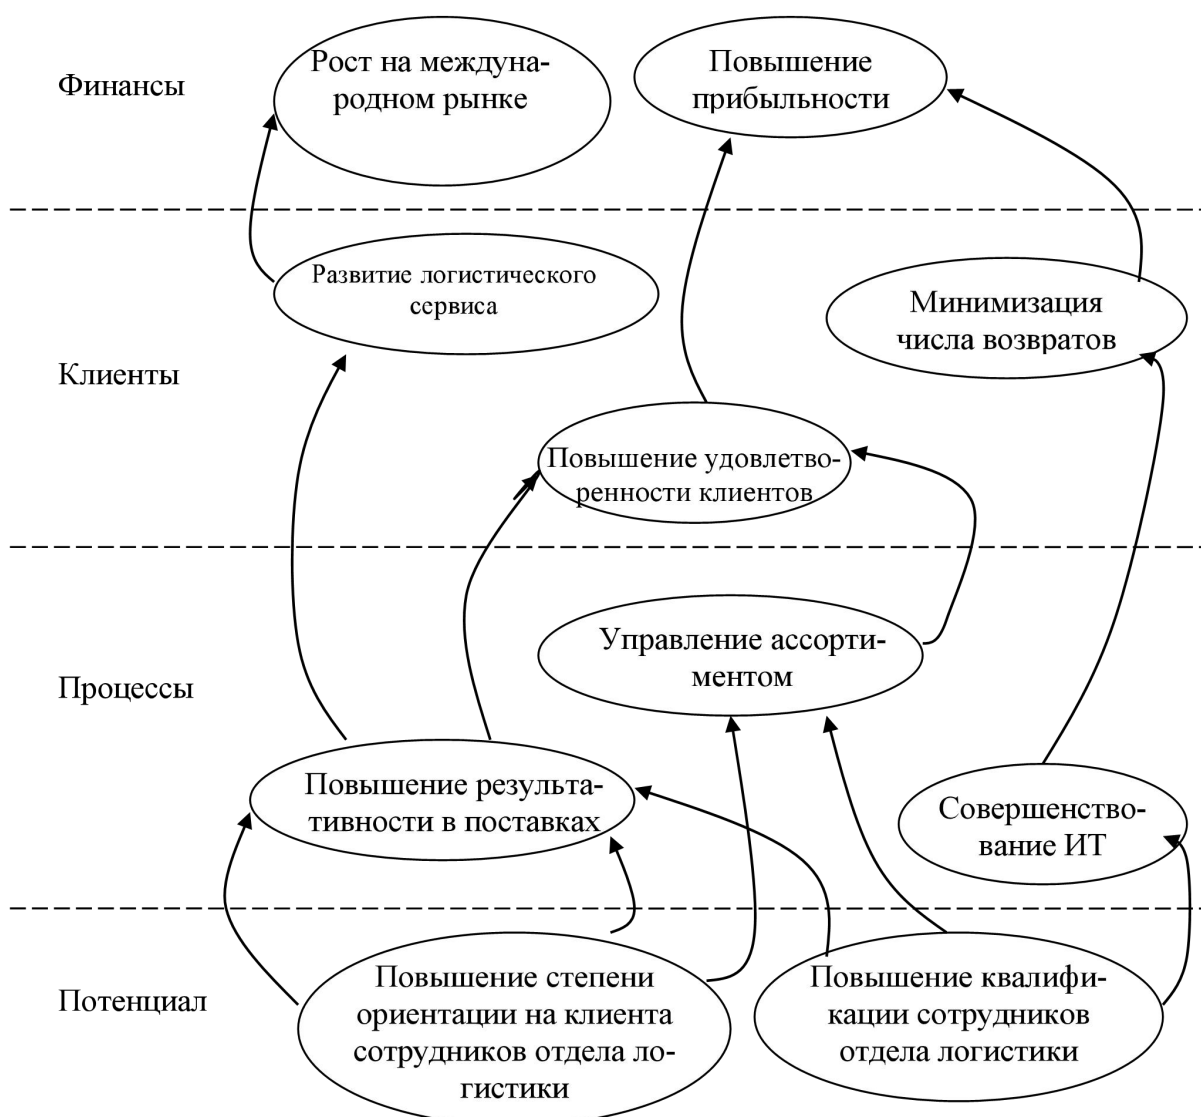 Финансы
Рост на междуна-
родном рынке
Повышение
прибыльности
Клиенты
Развитие логистического
сервиса
Минимизация
числа возвратов
Повышение удовлетво-
ренности клиентов
Процессы
Управление ассорти-
ментом
Повышение результа-
тивности в поставках
Совершенство-
вание ИТ
Потенциал
Повышение степени
ориентации на клиента
сотрудников отдела ло-
гистики
Повышение квалифи-
кации сотрудников
отдела логистики